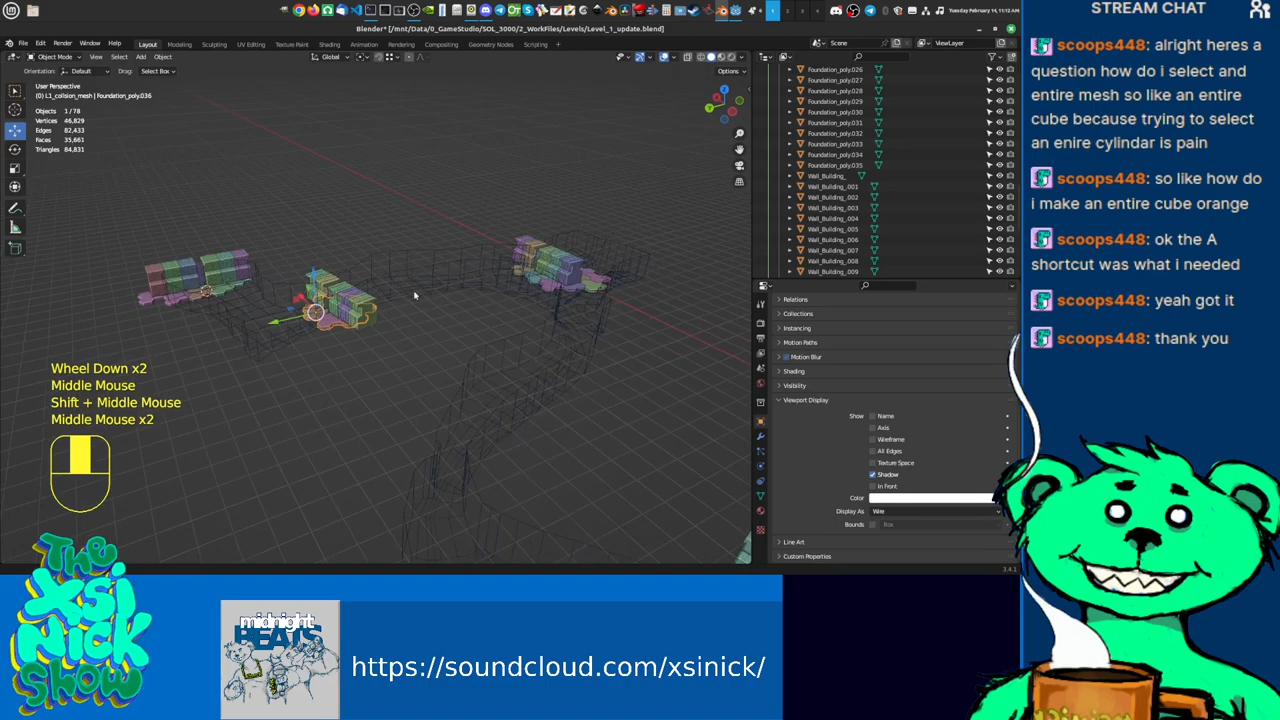 Tuesday February 14, 11:12 AM
Blender* [/mnt/Data/0_GameStudio/SOL_3000/2_WorkFiles/Levels/Level_1_update.blend]
File Edit Render Window Help
Layout Modeling Sculpting UV Editing Texture Paint Shading Animation Rendering Compositing Geometry Nodes Scripting +
Scene
ViewLayer
Object Mode View Select Add Object
Global
Orientation: Default Drag: Select Box
Options
User Perspective
(0) L1_collision_mesh | Foundation_poly.036
Objects 1/78
Vertices 46,829
Edges 82,433
Faces 35,661
Triangles 84,831
Foundation_poly.026
Foundation_poly.027
Foundation_poly.028
Foundation_poly.029
Foundation_poly.030
Foundation_poly.031
Foundation_poly.032
Foundation_poly.033
Foundation_poly.034
Foundation_poly.035
Wall_Building_
Wall_Building_.001
Wall_Building_.002
Wall_Building_.003
Wall_Building_.004
Wall_Building_.005
Wall_Building_.006
Wall_Building_.007
Wall_Building_.008
Wall_Building_.009
Relations
Collections
Instancing
Motion Paths
Motion Blur
Shading
Visibility
Viewport Display
Show Name
Axis
Wireframe
All Edges
Texture Space
Shadow
In Front
Color
Display As Wire
Bounds Box
Line Art
Custom Properties
3.4.1
Wheel Down x2
Middle Mouse
Shift + Middle Mouse
Middle Mouse x2
STREAM CHAT
scoops448: alright heres a
question how do i select and
entire mesh so like an entire
cube because trying to select
an enire cylindar is pain
scoops448: so like how do
i make an entire cube orange
scoops448: ok the A
shortcut was what i needed
scoops448: yeah got it
scoops448: thank you
The
XSI
NICK
SHOW
midnight
BEATS
https://soundcloud.com/xsinick/